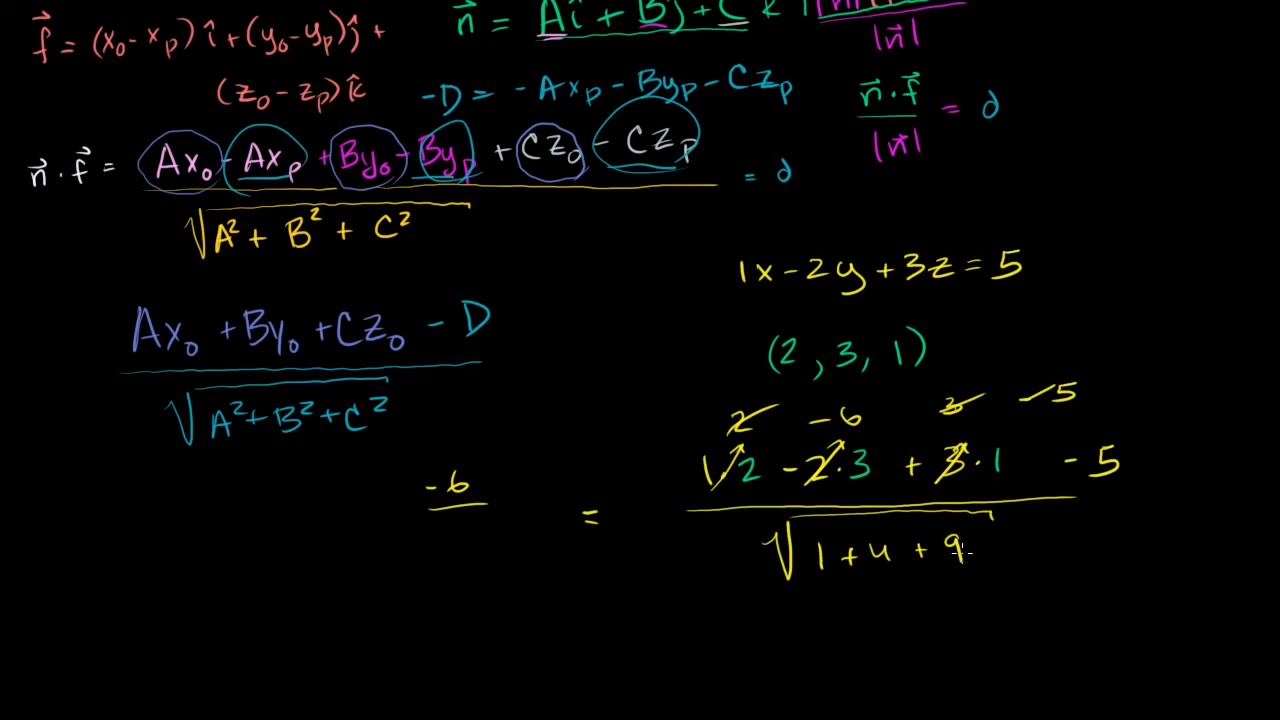 f⃗ = (x₀ - xₚ) î + (y₀ - yₚ) ĵ +
(z₀ - zₚ) k̂
n⃗ = Aî + Bĵ + C k
|n⃗|
-D = -Axₚ - Byₚ - Czₚ
n⃗ · f⃗
|n⃗|
= d
n⃗ · f⃗ = Ax₀ - Axₚ + By₀ - Byₚ + Cz₀ - Czₚ
√A² + B² + C²
= d
1x - 2y + 3z = 5
Ax₀ + By₀ + Cz₀ - D
√A² + B² + C²
(2, 3, 1)
2 -6 3 -5
1·2 - 2·3 + 3·1 - 5
√1 + 4 + 9
-6
=